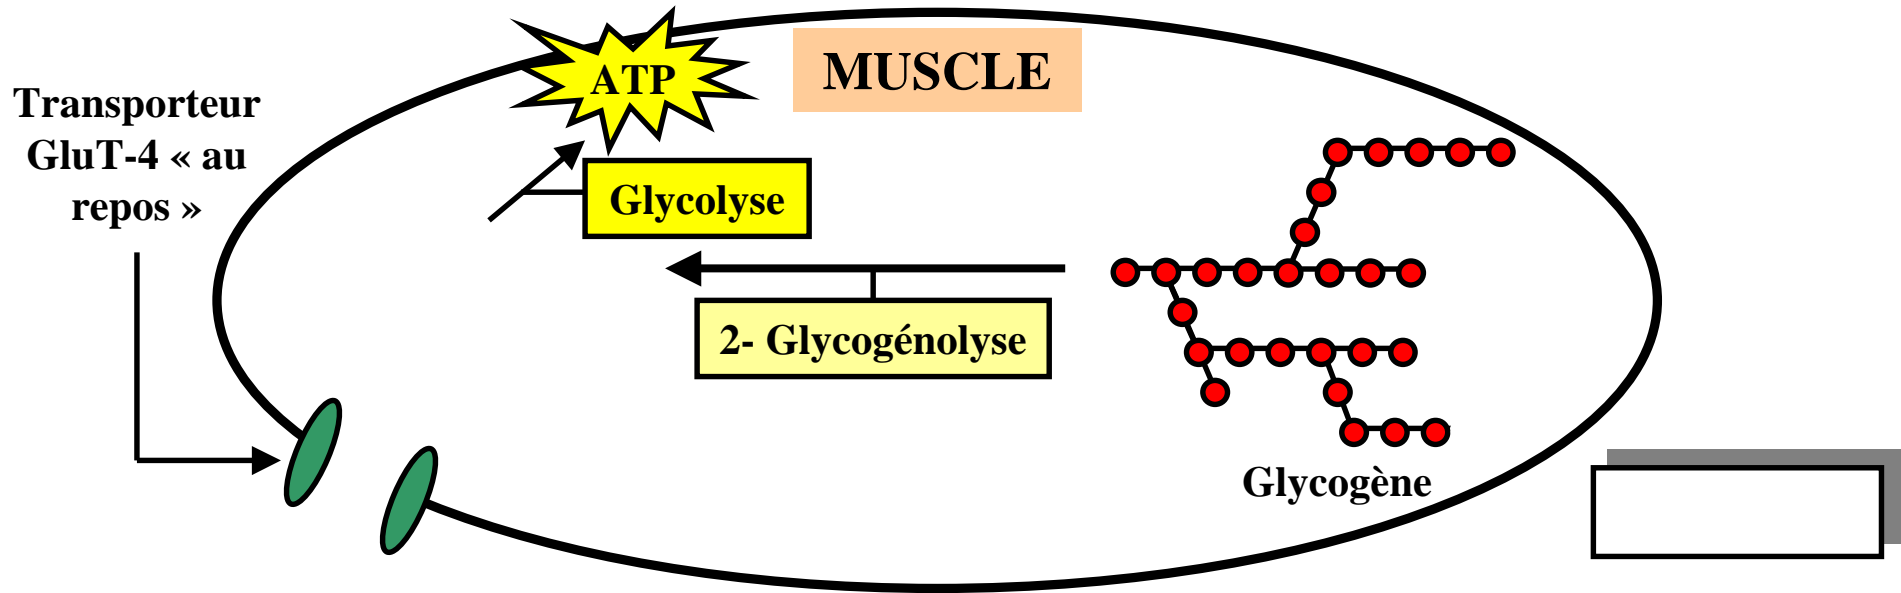 ATP
MUSCLE
Transporteur
GluT-4 « au
repos »
Glycolyse
2- Glycogénolyse
Glycogène